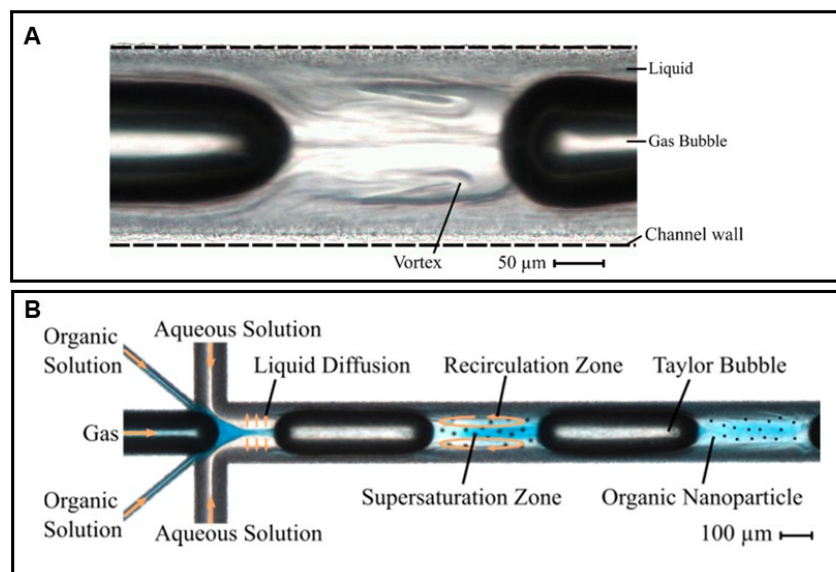 A
Liquid
Gas Bubble
Channel wall
Vortex
50 µm
B
Organic
Solution
Aqueous Solution
Liquid Diffusion
Recirculation Zone
Taylor Bubble
Gas
Organic
Solution
Aqueous Solution
Supersaturation Zone
Organic Nanoparticle
100 µm